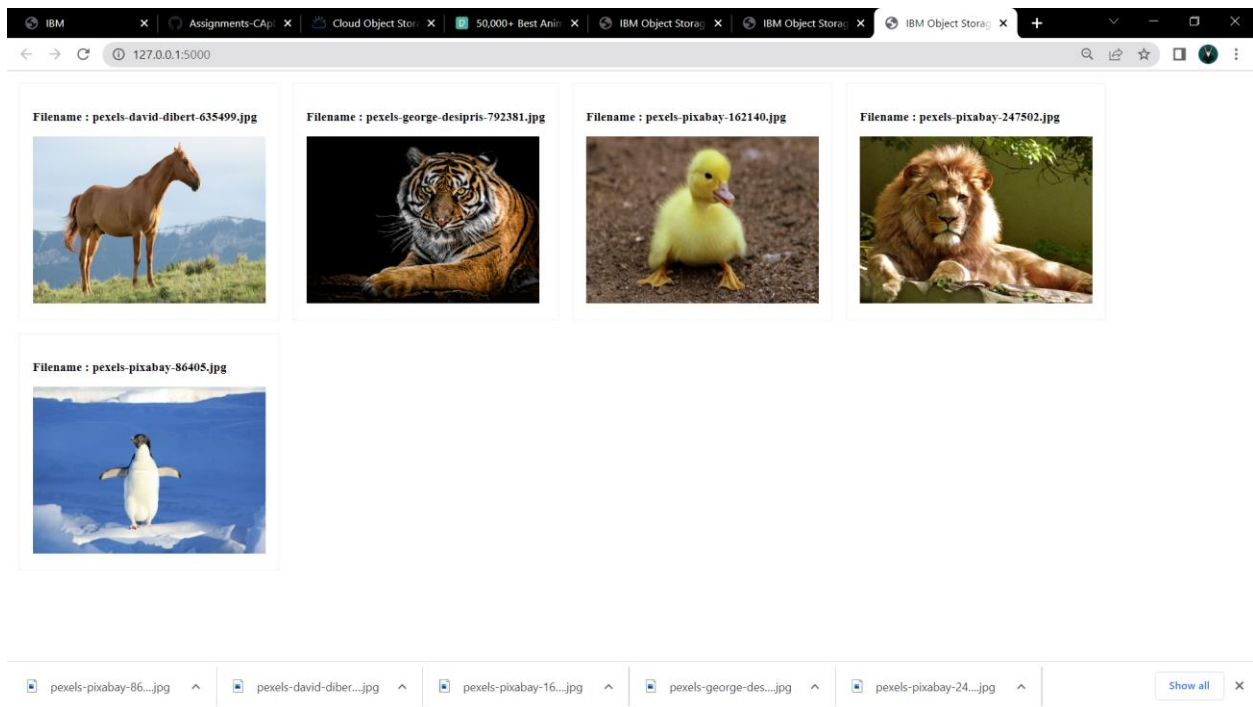 IBM
Assignments-CApl
Cloud Object Stor
50,000+ Best Anim
IBM Object Storag
IBM Object Storag
IBM Object Storag
127.0.0.1:5000
Filename : pexels-david-dibert-635499.jpg
Filename : pexels-george-desipris-792381.jpg
Filename : pexels-pixabay-162140.jpg
Filename : pexels-pixabay-247502.jpg
Filename : pexels-pixabay-86405.jpg
pexels-pixabay-86....jpg
pexels-david-diber....jpg
pexels-pixabay-16....jpg
pexels-george-des....jpg
pexels-pixabay-24....jpg
Show all